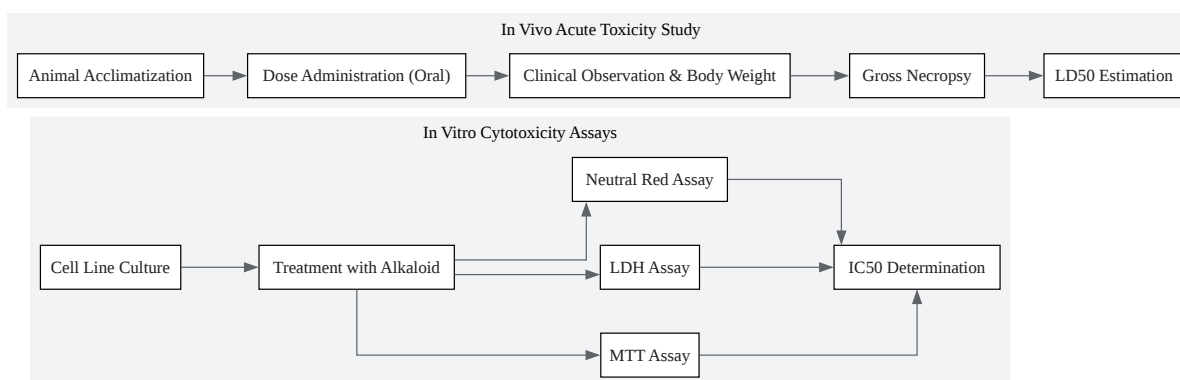 In Vivo Acute Toxicity Study
Animal Acclimatization
Dose Administration (Oral)
Clinical Observation & Body Weight
Gross Necropsy
LD50 Estimation
In Vitro Cytotoxicity Assays
Neutral Red Assay
Cell Line Culture
Treatment with Alkaloid
LDH Assay
IC50 Determination
MTT Assay